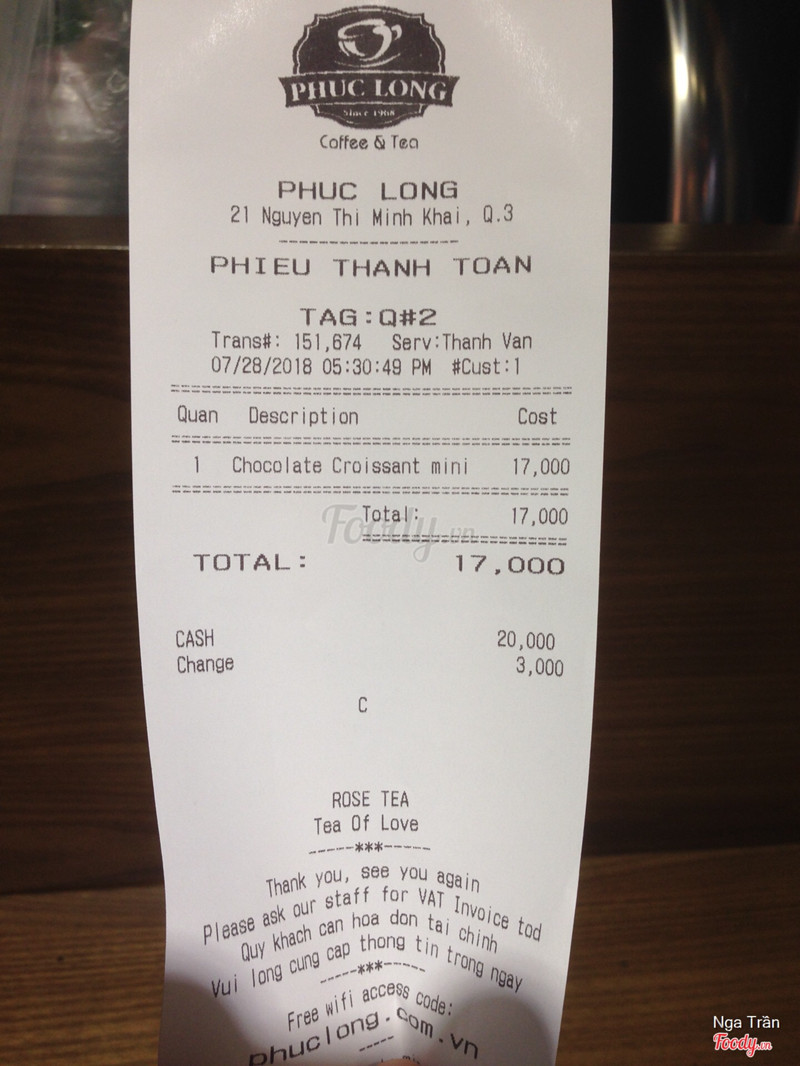 PHUC LONG
Since 1968
Coffee & Tea
PHUC LONG
21 Nguyen Thi Minh Khai, Q.3
PHIEU THANH TOAN
TAG:Q#2
Trans#: 151,674 Serv:Thanh Van
07/28/2018 05:30:49 PM #Cust:1
Quan Description Cost
1 Chocolate Croissant mini 17,000
Total: 17,000
Foody.vn
TOTAL: 17,000
CASH 20,000
Change 3,000
C
ROSE TEA
Tea Of Love
-----***-----
Thank you, see you again
Please ask our staff for VAT Invoice tod
Quy khach can hoa don tai chinh
Vui long cung cap thong tin trong ngay
-----***-----
Free wifi access code:
phuclong.com.vn
Nga Trần
Foody.vn